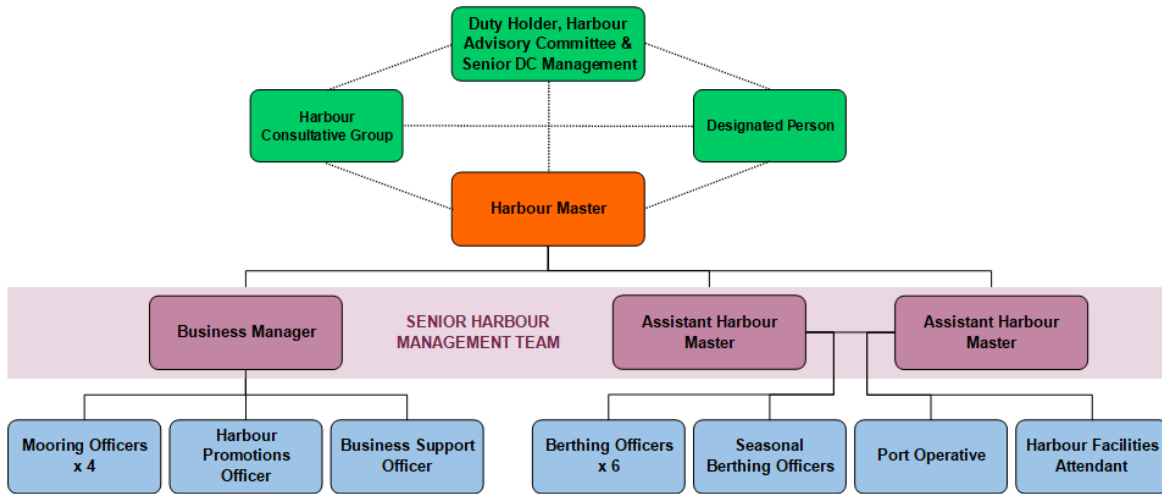 Duty Holder, Harbour
Advisory Committee &
Senior DC Management
Harbour
Consultative Group
Designated Person
Harbour Master
Business Manager
SENIOR HARBOUR
MANAGEMENT TEAM
Assistant Harbour
Master
Assistant Harbour
Master
Mooring Officers
x 4
Harbour
Promotions
Officer
Business Support
Officer
Berthing Officers
x 6
Seasonal
Berthing Officers
Port Operative
Harbour Facilities
Attendant